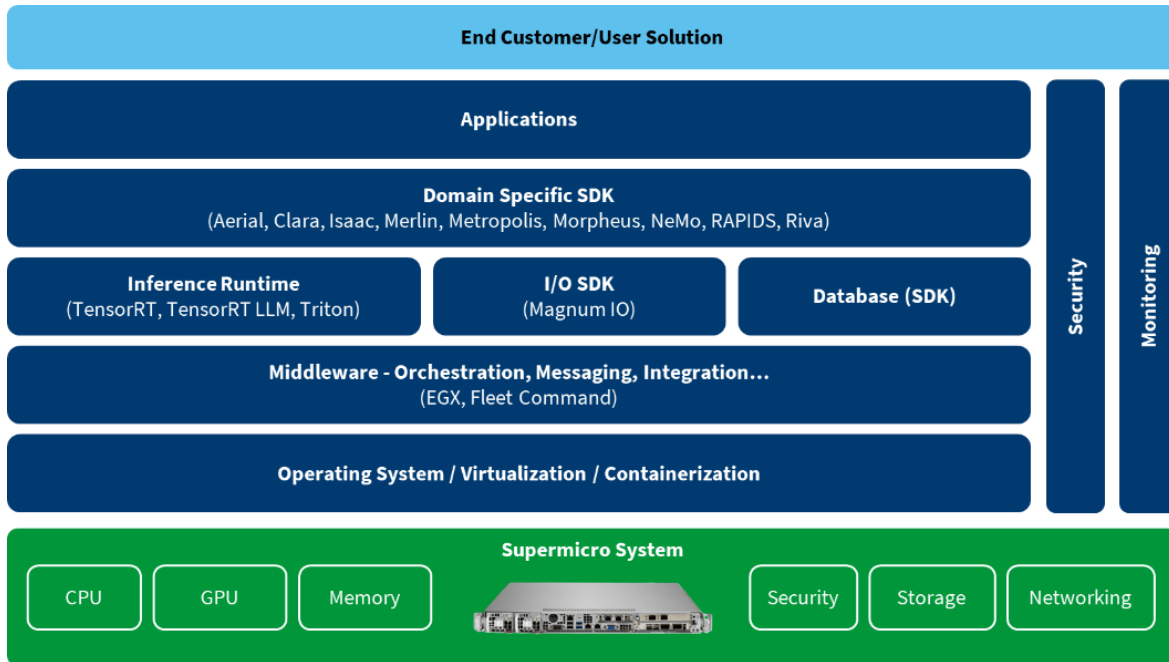 End Customer/User Solution
Applications
Domain Specific SDK
(Aerial, Clara, Isaac, Merlin, Metropolis, Morpheus, NeMo, RAPIDS, Riva)
Inference Runtime
(TensorRT, TensorRT LLM, Triton)
I/O SDK
(Magnum IO)
Database (SDK)
Middleware - Orchestration, Messaging, Integration...
(EGX, Fleet Command)
Operating System / Virtualization / Containerization
Security
Monitoring
Supermicro System
CPU
GPU
Memory
Security
Storage
Networking